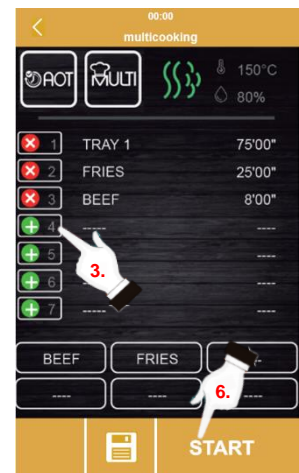 00:00
multicooking
AOT MULTI 150°C
80%
1 TRAY 1 75'00"
2 FRIES 25'00"
3 BEEF 8'00"
4 ----- ----
5 ----- ----
6 ----- ----
7 ----- ----
3.
BEEF FRIES
---- ---- ----
6.
START